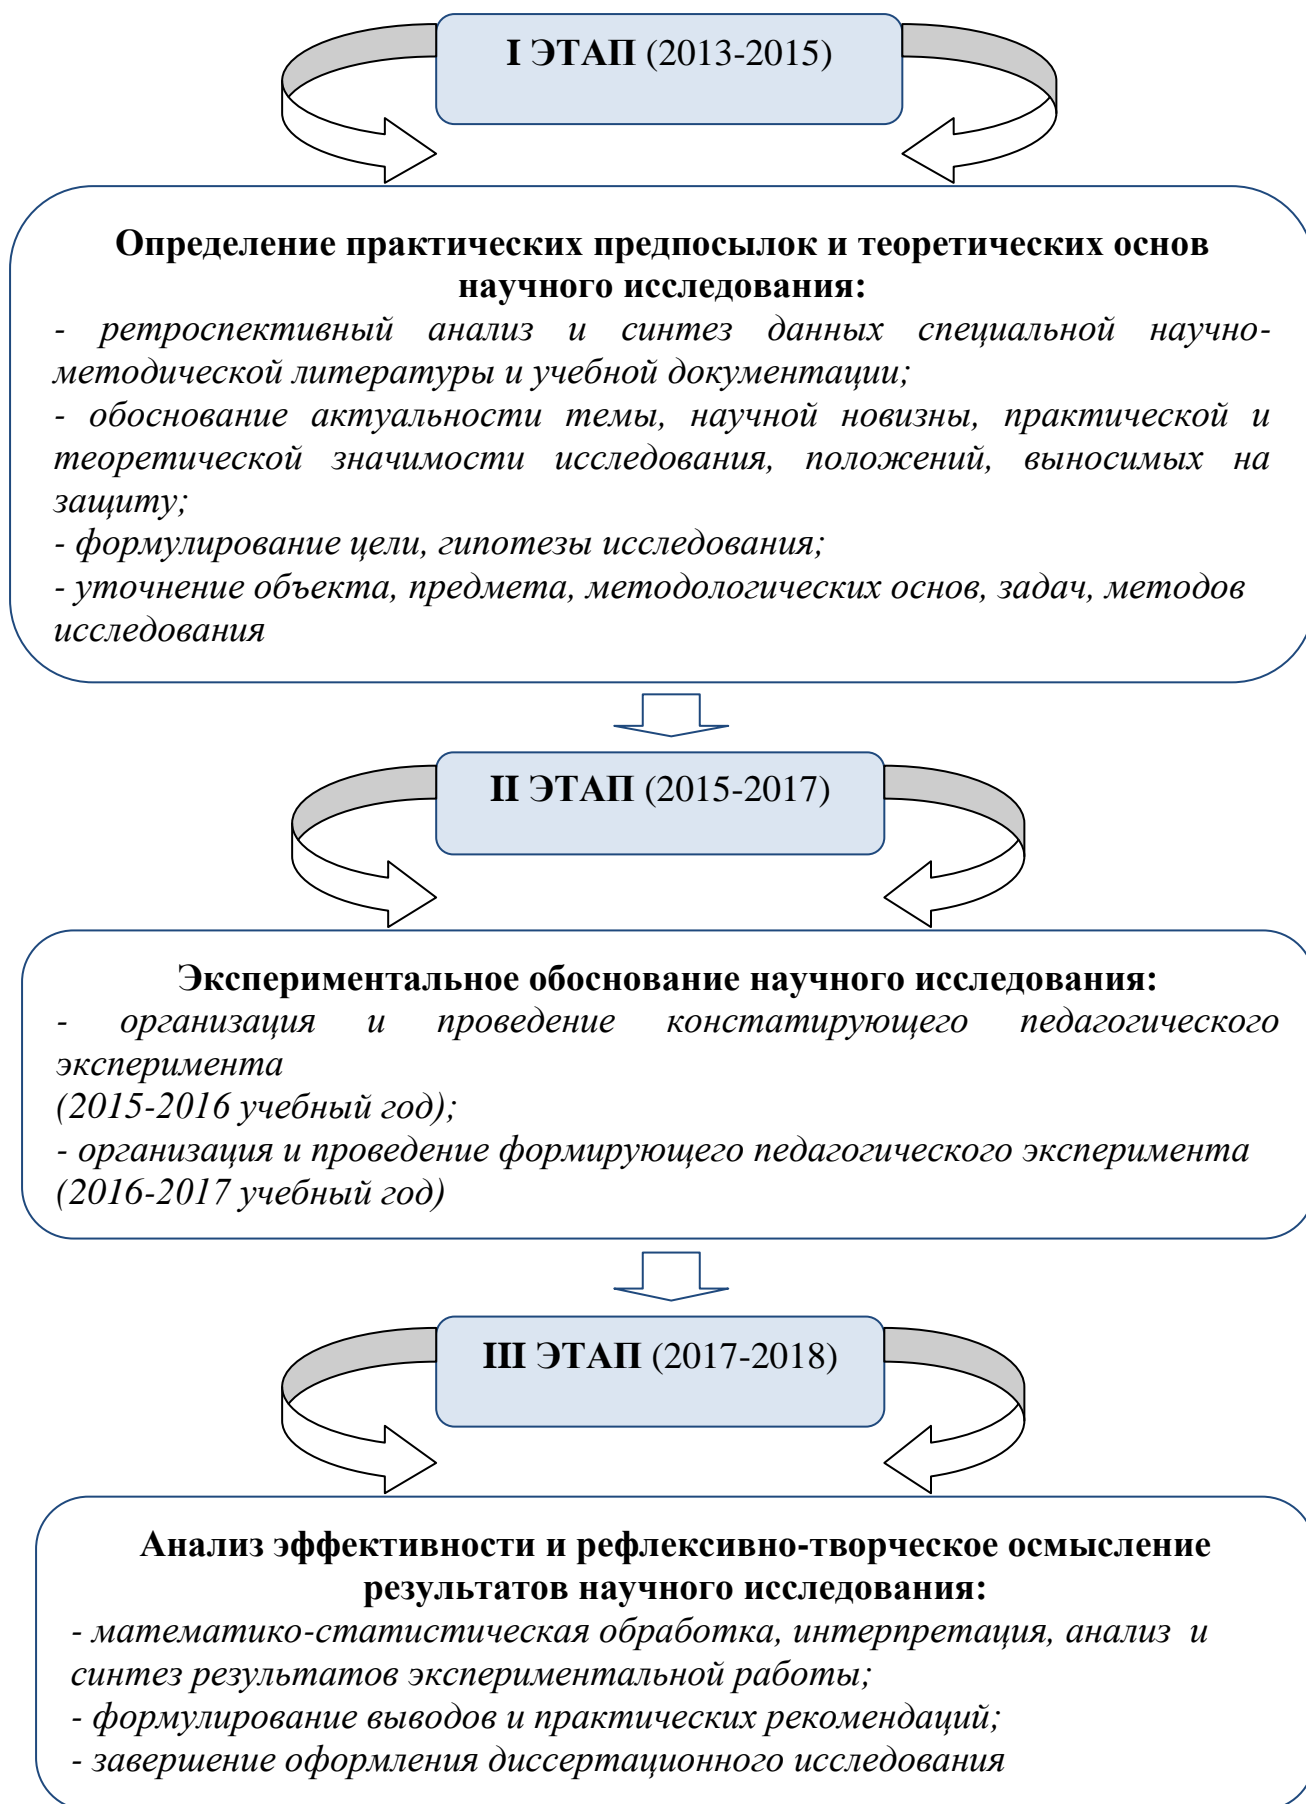 I ЭТАП (2013-2015)
Определение практических предпосылок и теоретических основ
научного исследования:
- ретроспективный анализ и синтез данных специальной научно-
методической литературы и учебной документации;
- обоснование актуальности темы, научной новизны, практической и
теоретической значимости исследования, положений, выносимых на
защиту;
- формулирование цели, гипотезы исследования;
- уточнение объекта, предмета, методологических основ, задач, методов
исследования
II ЭТАП (2015-2017)
Экспериментальное обоснование научного исследования:
- организация и проведение констатирующего педагогического
эксперимента
(2015-2016 учебный год);
- организация и проведение формирующего педагогического эксперимента
(2016-2017 учебный год)
III ЭТАП (2017-2018)
Анализ эффективности и рефлексивно-творческое осмысление
результатов научного исследования:
- математико-статистическая обработка, интерпретация, анализ и
синтез результатов экспериментальной работы;
- формулирование выводов и практических рекомендаций;
- завершение оформления диссертационного исследования